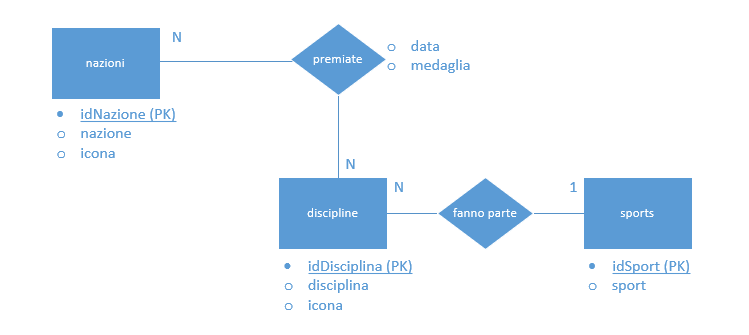 N
nazioni
premiate
data
medaglia
idNazione (PK)
nazione
icona
N
N
1
discipline
fanno parte
sports
idDisciplina (PK)
disciplina
icona
idSport (PK)
sport